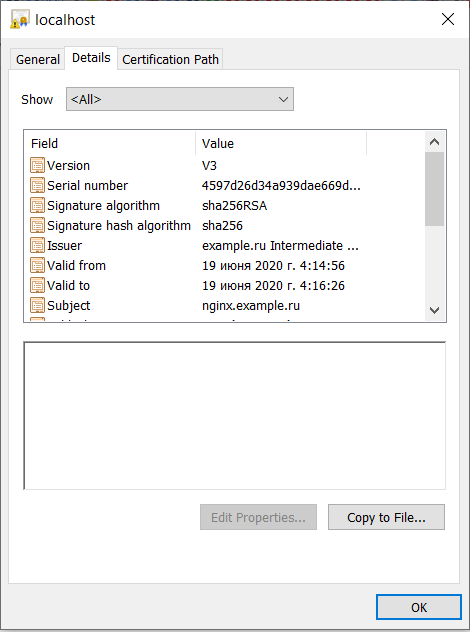 localhost
General Details Certification Path
Show <All>
Field Value
Version V3
Serial number 4597d26d34a939dae669d...
Signature algorithm sha256RSA
Signature hash algorithm sha256
Issuer example.ru Intermediate ...
Valid from 19 июня 2020 г. 4:14:56
Valid to 19 июня 2020 г. 4:16:26
Subject nginx.example.ru
Edit Properties... Copy to File...
OK